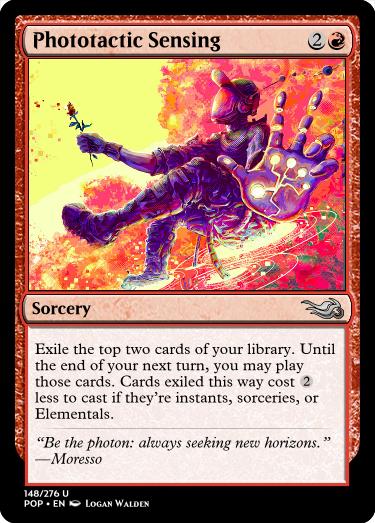 Phototactic Sensing 2
Sorcery
Exile the top two cards of your library. Until
the end of your next turn, you may play
those cards. Cards exiled this way cost 2
less to cast if they're instants, sorceries, or
Elementals.
"Be the photon: always seeking new horizons."
—Moresso
148/276 U
POP • EN Logan Walden